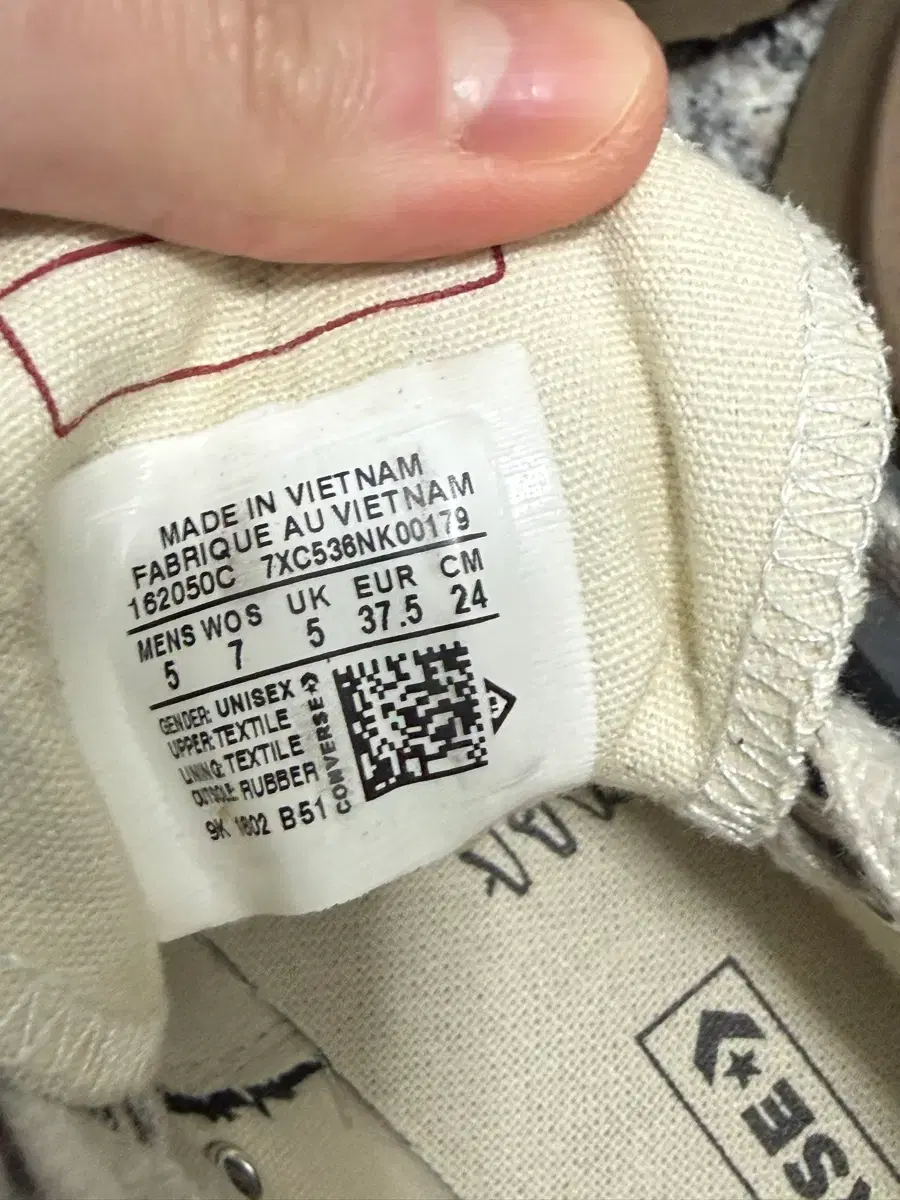 MADE IN VIETNAM
FABRIQUE AU VIETNAM
162050C 7XC536NK00179
MENS WOS UK EUR CM
5 7 5 37.5 24
GENDER: UNISEX
UPPER: TEXTILE
LINING: TEXTILE
OUTSOLE: RUBBER
9K 1802 B51
CONVERSE